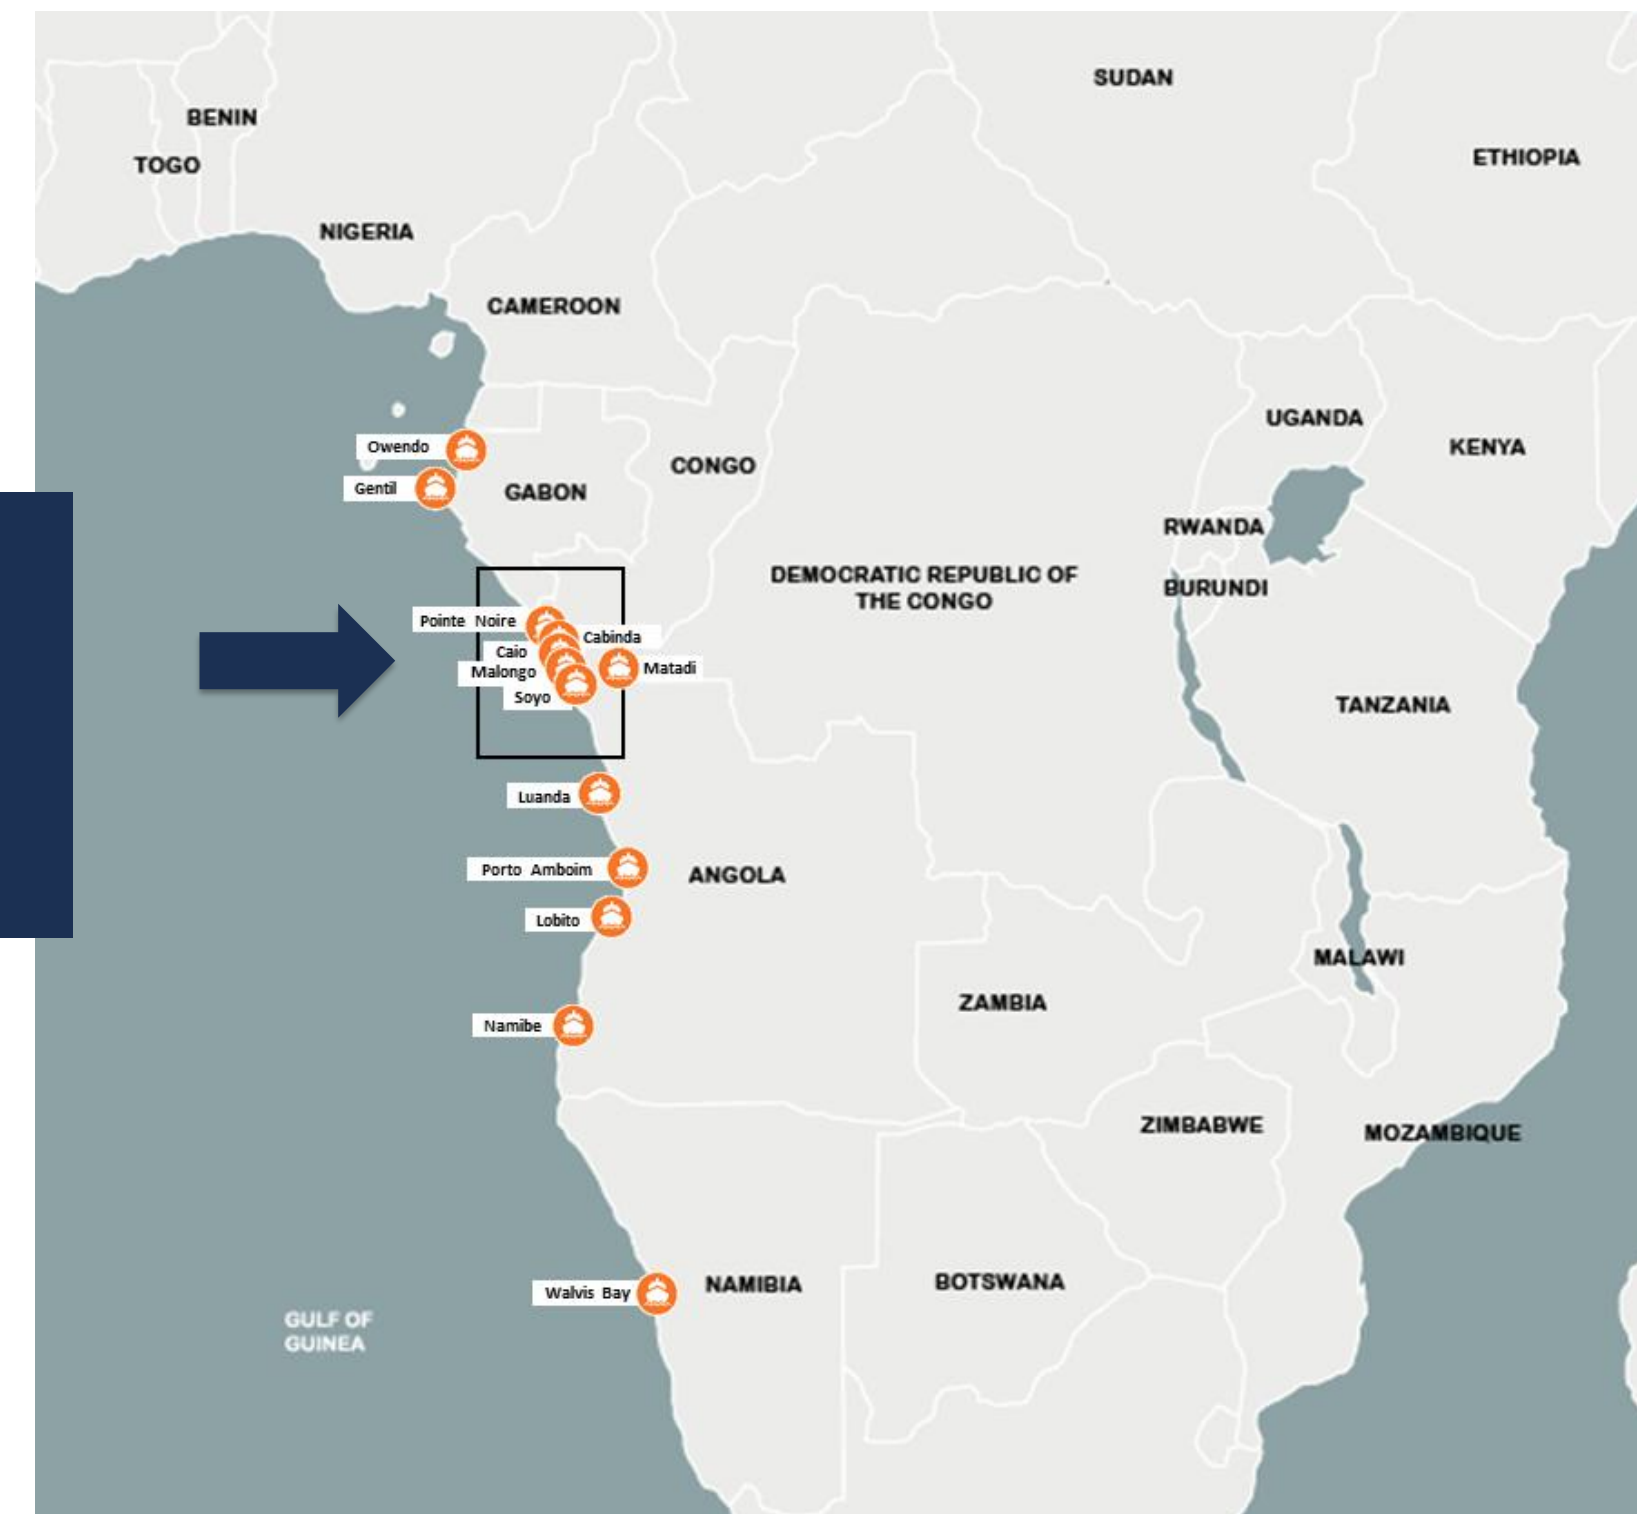 SUDAN
BENIN
ETHIOPIA
TOGO
NIGERIA
CAMEROON
UGANDA
KENYA
Owendo
CONGO
Gentil
GABON
RWANDA
DEMOCRATIC REPUBLIC OF
THE CONGO
BURUNDI
Pointe Noire
Cabinda
Caio
Malongo
Matadi
Soyo
TANZANIA
Luanda
Porto Amboim
ANGOLA
Lobito
MALAWI
ZAMBIA
Namibe
ZIMBABWE
MOZAMBIQUE
NAMIBIA
BOTSWANA
Walvis Bay
GULF OF
GUINEA